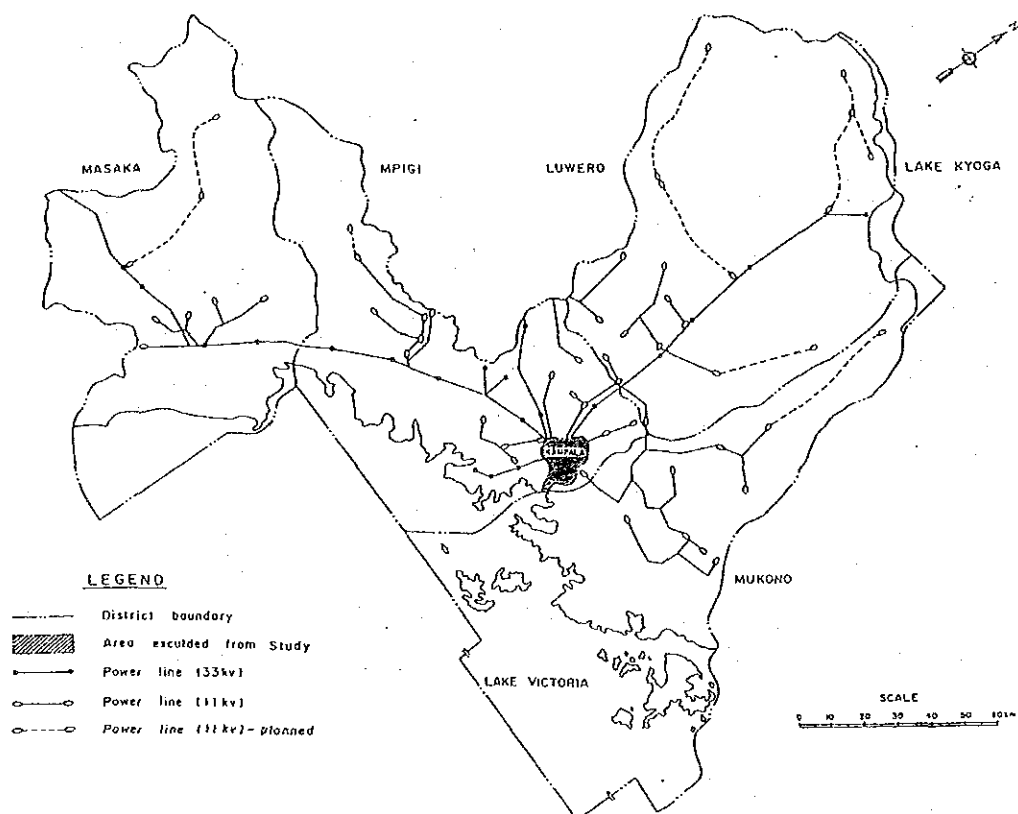 N
MASAKA
MPIGI
LUWERO
LAKE KYOGA
KAMPALA
MUKONO
LEGEND
District boundary
Area exculded from Study
Power line (33kv)
Power line (11kv)
Power line (11kv)-planned
LAKE VICTORIA
SCALE
0 10 20 30 40 50